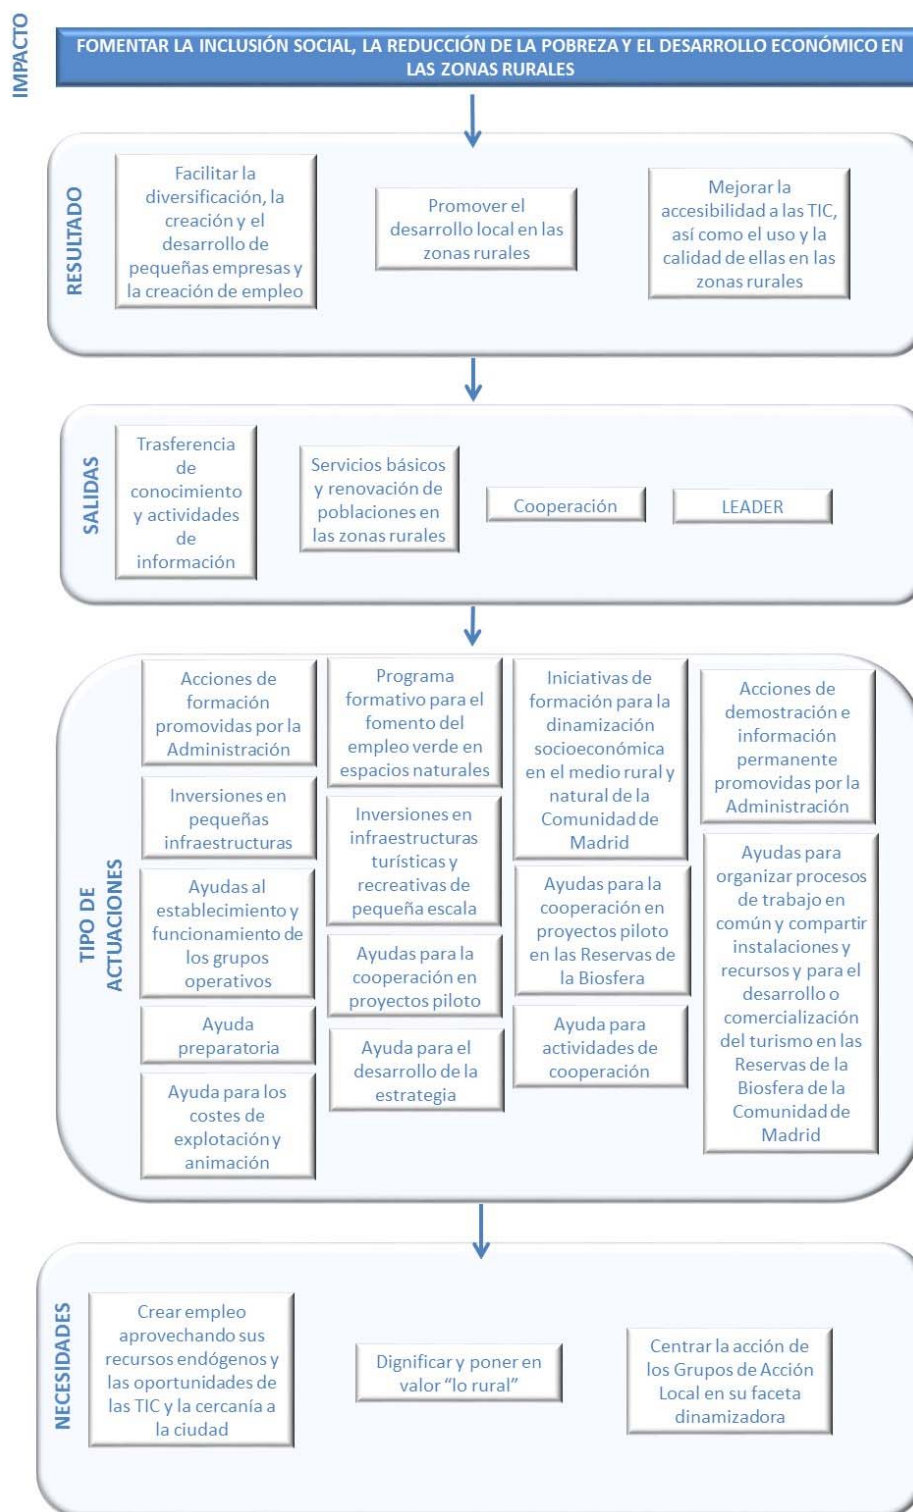 IMPACTO
FOMENTAR LA INCLUSIÓN SOCIAL, LA REDUCCIÓN DE LA POBREZA Y EL DESARROLLO ECONÓMICO EN
LAS ZONAS RURALES
RESULTADO
Facilitar la
diversificación, la
creación y el
desarrollo de
pequeñas empresas y
la creación de empleo
Promover el
desarrollo local en las
zonas rurales
Mejorar la
accesibilidad a las TIC,
así como el uso y la
calidad de ellas en las
zonas rurales
SALIDAS
Trasferencia
de
conocimiento
y actividades
de
información
Servicios básicos
y renovación de
poblaciones en
las zonas rurales
Cooperación
LEADER
TIPO DE
ACTUACIONES
Acciones de
formación
promovidas por la
Administración
Inversiones en
pequeñas
infraestructuras
Ayudas al
establecimiento y
funcionamiento de
los grupos
operativos
Ayuda
preparatoria
Ayuda para los
costes de
explotación y
animación
Programa
formativo para el
fomento del
empleo verde en
espacios naturales
Inversiones en
infraestructuras
turísticas y
recreativas de
pequeña escala
Ayudas para la
cooperación en
proyectos piloto
Ayuda para el
desarrollo de la
estrategia
Iniciativas de
formación para la
dinamización
socioeconómica
en el medio rural y
natural de la
Comunidad de
Madrid
Ayudas para la
cooperación en
proyectos piloto
en las Reservas de
la Biosfera
Ayuda para
actividades de
cooperación
Acciones de
demostración e
información
permanente
promovidas por la
Administración
Ayudas para
organizar procesos
de trabajo en
común y compartir
instalaciones y
recursos y para el
desarrollo o
comercialización
del turismo en las
Reservas de la
Biosfera de la
Comunidad de
Madrid
NECESIDADES
Crear empleo
aprovechando sus
recursos endógenos y
las oportunidades de
las TIC y la cercanía a
la ciudad
Dignificar y poner en
valor “lo rural”
Centrar la acción de
los Grupos de Acción
Local en su faceta
dinamizadora